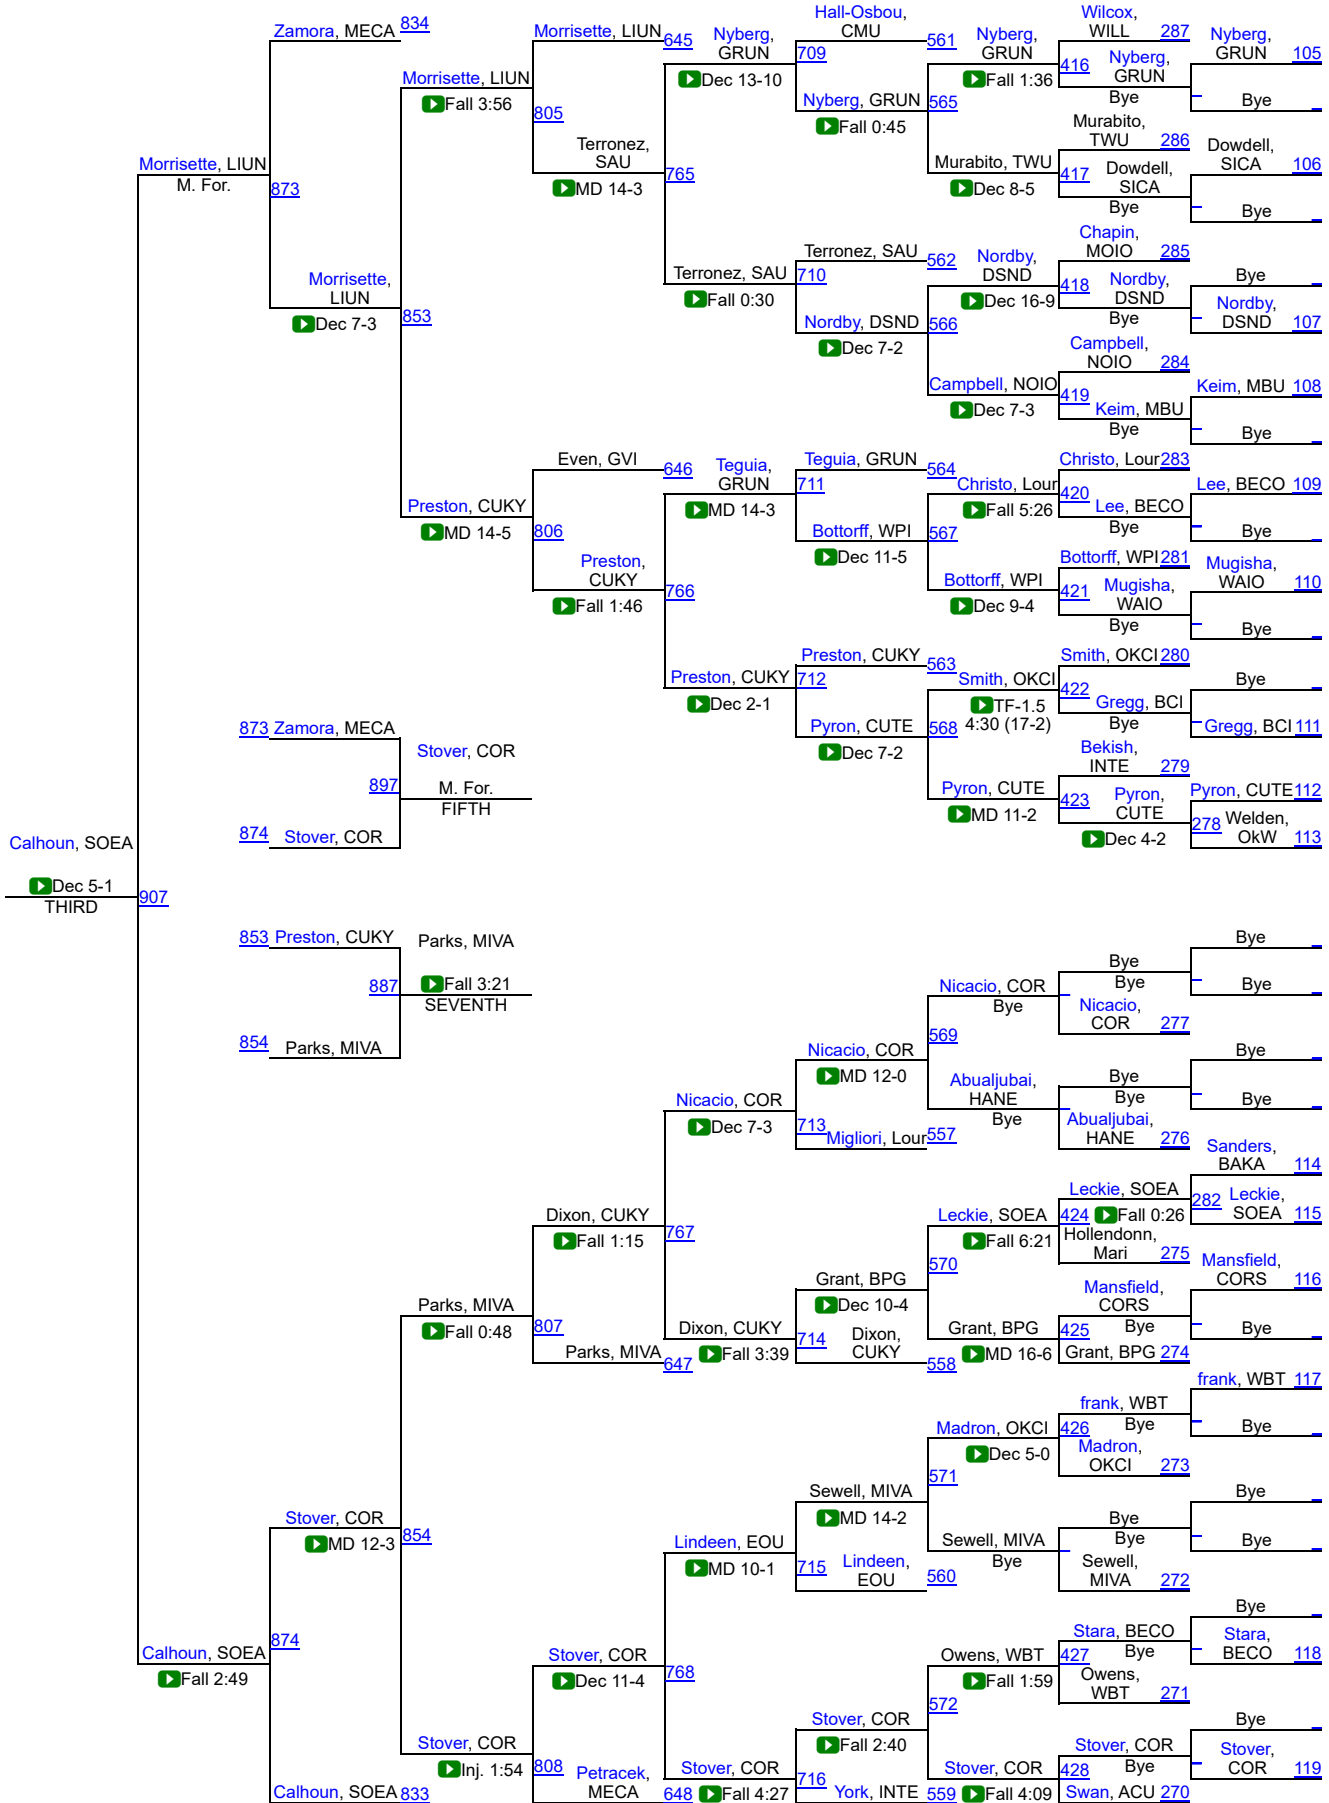 Zamora, MECA 834
Morrisette, LIUN
Fall 3:56
Morrisette, LIUN
M. For.
873
Morrisette,
LIUN
Dec 7-3
853
Morrisette, LIUN 645
805
Terronez,
SAU
MD 14-3
Nyberg,
GRUN
Dec 13-10
765
Terronez, SAU
Fall 0:30
Hall-Osbou,
CMU 561
709
Nyberg, GRUN
Fall 0:45
565
Nyberg,
GRUN
Fall 1:36
Murabito, TWU
Dec 8-5
Wilcox,
WILL 287
416
Nyberg,
GRUN
Bye
Nyberg,
GRUN 105
Bye
Murabito,
TWU 286
417
Dowdell,
SICA
Bye
Dowdell,
SICA 106
Bye
Terronez, SAU 562
710
Nordby, DSND
Dec 7-2
566
Nordby,
DSND
Dec 16-9
Campbell, NOIO
Dec 7-3
Chapin,
MOIO 285
418
Nordby,
DSND
Bye
Bye
Nordby,
DSND 107
Campbell,
NOIO 284
419
Keim, MBU
Bye
Keim, MBU 108
Bye
Preston, CUKY
MD 14-5
Even, GVI 646
806
Preston,
CUKY
Fall 1:46
Teguia,
GRUN
MD 14-3
766
Preston, CUKY
Dec 2-1
Teguia, GRUN 564
711
Bottorff, WPI
Dec 11-5
567
Christo, Lour
Fall 5:26
Bottorff, WPI
Dec 9-4
Christo, Lour 283
420
Lee, BECO
Bye
Lee, BECO 109
Bye
Bottorff, WPI 281
421
Mugisha,
WAIO
Bye
Mugisha,
WAIO 110
Bye
Preston, CUKY 563
712
Pyron, CUTE
Dec 7-2
568
Smith, OKCI
TF-1.5
4:30 (17-2)
Pyron, CUTE
MD 11-2
Smith, OKCI 280
422
Gregg, BCI
Bye
Bye
Gregg, BCI 111
Bekish,
INTE 279
423
Pyron,
CUTE
Dec 4-2
Pyron, CUTE 112
278
Welden,
OkW 113
873 Zamora, MECA
Stover, COR
897
M. For.
FIFTH
874 Stover, COR
Calhoun, SOEA
Dec 5-1
THIRD
907
853 Preston, CUKY
Parks, MIVA
887
Fall 3:21
SEVENTH
854 Parks, MIVA
Nicacio, COR
Dec 7-3
Nicacio, COR
MD 12-0
713
Migliori, Lour 557
Nicacio, COR
Bye
569
Abualjubai,
HANE
Bye
Bye
Bye
Nicacio,
COR 277
Bye
Bye
Bye
Bye
Abualjubai,
HANE 276
Bye
Bye
Parks, MIVA
Fall 0:48
Dixon, CUKY
Fall 1:15
807
Parks, MIVA 647
767
Dixon, CUKY
Fall 3:39
Grant, BPG
Dec 10-4
714
Dixon,
CUKY 558
Leckie, SOEA
Fall 6:21
570
Grant, BPG
MD 16-6
Leckie, SOEA
424
Fall 0:26
Hollendonn,
Mari 275
Sanders,
BAKA 114
282
Leckie,
SOEA 115
Mansfield,
CORS
425
Bye
Grant, BPG 274
Mansfield,
CORS 116
Bye
Stover, COR
MD 12-3
854
Calhoun, SOEA
Fall 2:49
874
Calhoun, SOEA 833
Stover, COR
Inj. 1:54
Stover, COR
Dec 11-4
808
Petracek,
MECA 648
Lindeen, EOU
MD 10-1
768
Stover, COR
Fall 4:27
Sewell, MIVA
MD 14-2
715
Lindeen,
EOU 560
Madron, OKCI
Dec 5-0
571
Sewell, MIVA
Bye
frank, WBT
426
Bye
Madron,
OKCI 273
frank, WBT 117
Bye
Bye
Bye
Sewell,
MIVA 272
Bye
Bye
Stover, COR
Fall 2:40
716
York, INTE 559
Owens, WBT
Fall 1:59
572
Stover, COR
Fall 4:09
Stara, BECO
427
Bye
Owens,
WBT 271
Bye
Stara,
BECO 118
Stover, COR
428
Bye
Swan, ACU 270
Bye
Stover,
COR 119